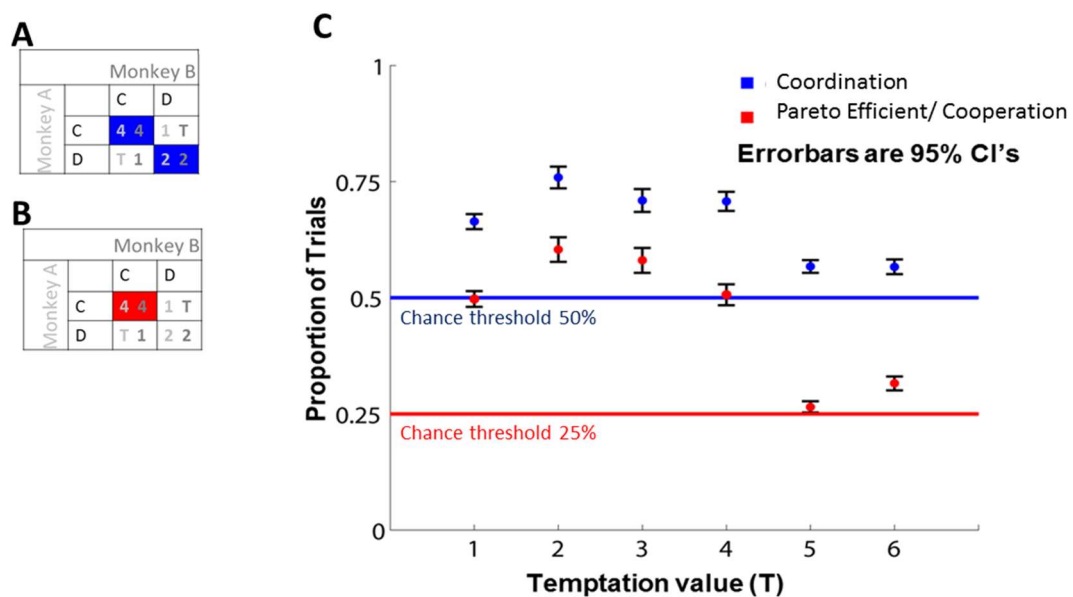 A
Monkey B
Monkey A
C D
C 4 4 1 T
D T 1 2 2
B
Monkey B
Monkey A
C D
C 4 4 1 T
D T 1 2 2
C
Coordination
Pareto Efficient/ Cooperation
Errorbars are 95% CI's
Proportion of Trials
1
0.75
0.5
Chance threshold 50%
0.25
Chance threshold 25%
0
1 2 3 4 5 6
Temptation value (T)